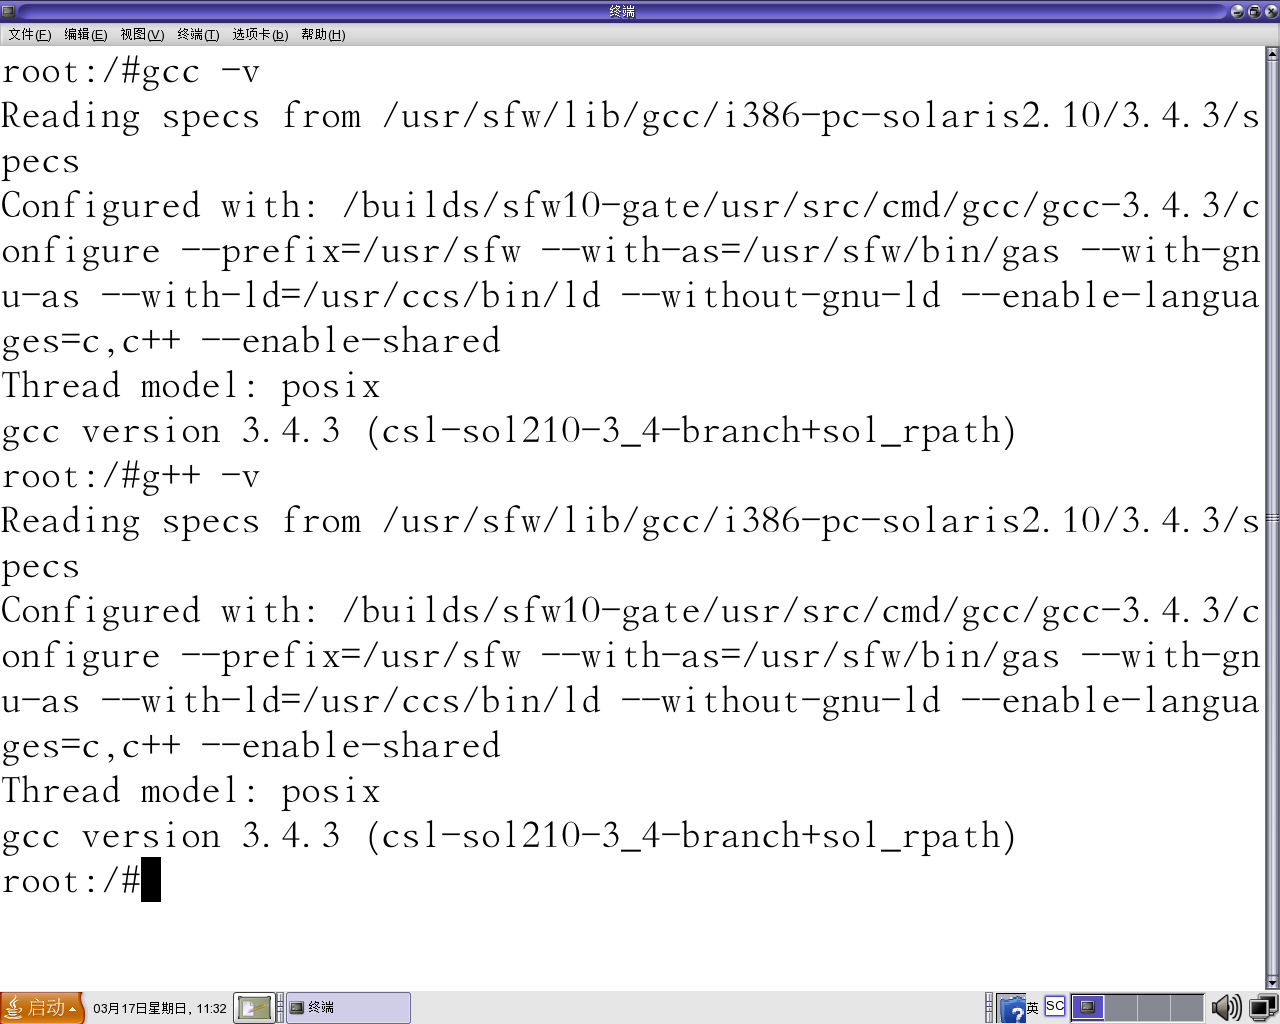 终端
文件(F) 编辑(E) 视图(V) 终端(T) 选项卡(b) 帮助(H)
root:/#gcc -v
Reading specs from /usr/sfw/lib/gcc/i386-pc-solaris2.10/3.4.3/s
pecs
Configured with: /builds/sfw10-gate/usr/src/cmd/gcc/gcc-3.4.3/c
onfigure --prefix=/usr/sfw --with-as=/usr/sfw/bin/gas --with-gn
u-as --with-ld=/usr/ccs/bin/ld --without-gnu-ld --enable-langua
ges=c,c++ --enable-shared
Thread model: posix
gcc version 3.4.3 (csl-sol210-3_4-branch+sol_rpath)
root:/#g++ -v
Reading specs from /usr/sfw/lib/gcc/i386-pc-solaris2.10/3.4.3/s
pecs
Configured with: /builds/sfw10-gate/usr/src/cmd/gcc/gcc-3.4.3/c
onfigure --prefix=/usr/sfw --with-as=/usr/sfw/bin/gas --with-gn
u-as --with-ld=/usr/ccs/bin/ld --without-gnu-ld --enable-langua
ges=c,c++ --enable-shared
Thread model: posix
gcc version 3.4.3 (csl-sol210-3_4-branch+sol_rpath)
root:/#
启动 03月17日星期日, 11:32 终端 ? 英 SC